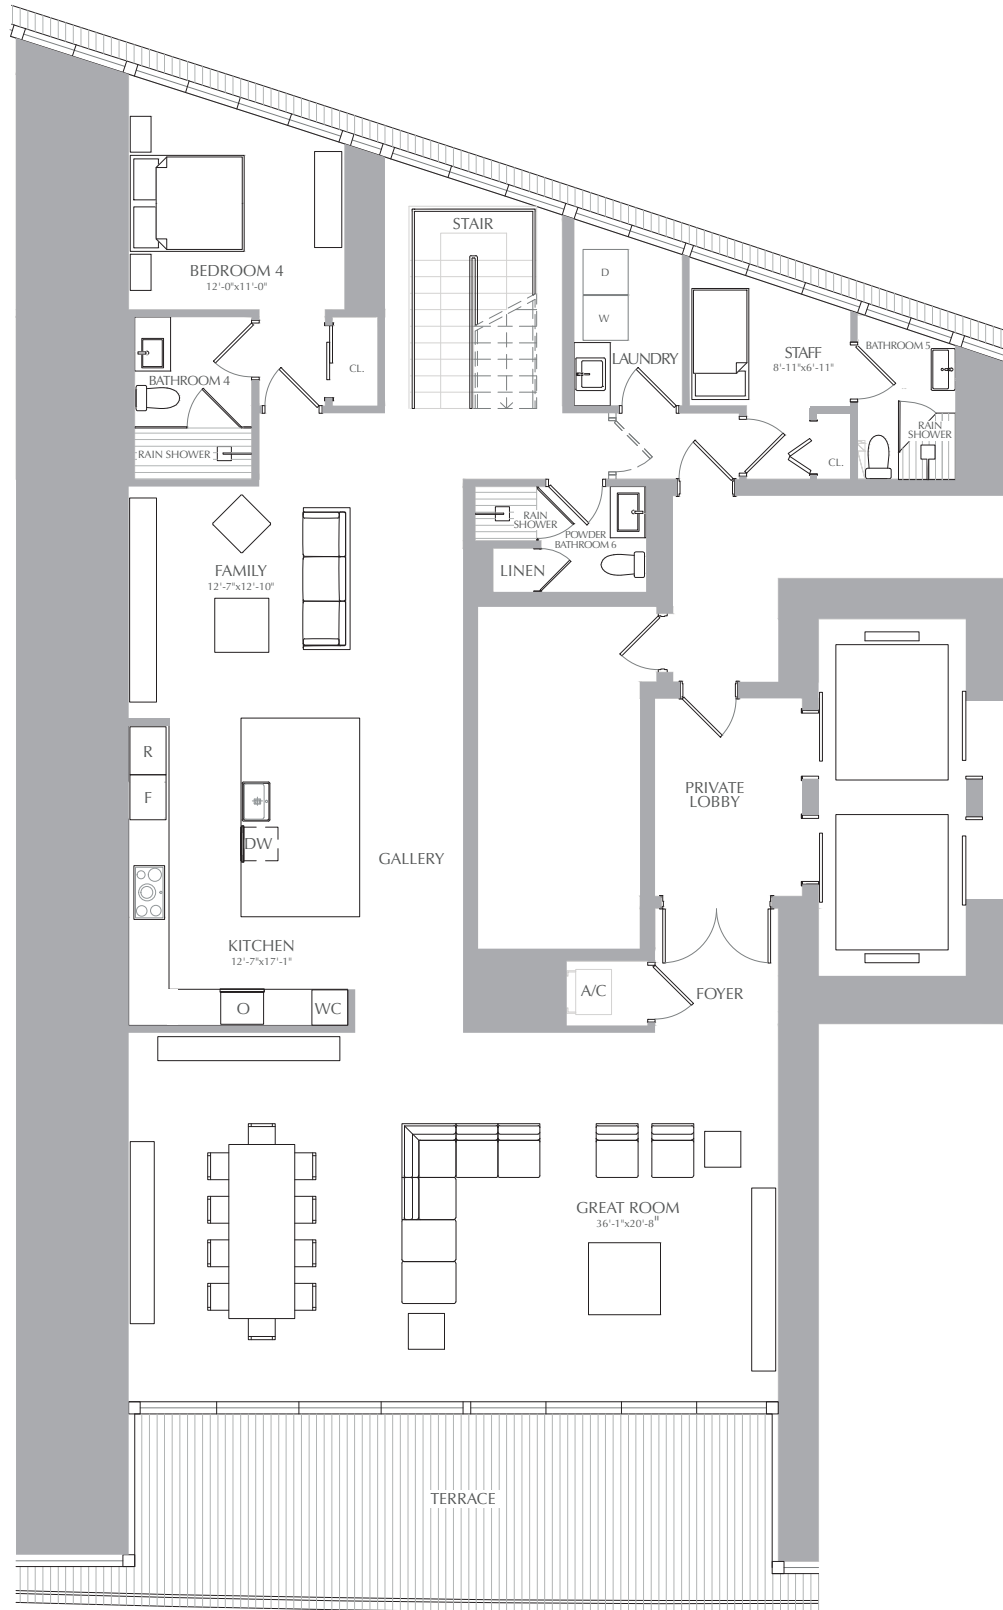 STAIR
BEDROOM 4
12'-0"x11'-0"
D
W
LAUNDRY
STAFF
8'-11"x6'-11"
BATHROOM 5
RAIN
SHOWER
CL.
CL.
BATHROOM 4
RAIN SHOWER
RAIN
SHOWER
POWDER
BATHROOM 6
LINEN
FAMILY
12'-7"x12'-10"
R
F
DW
GALLERY
PRIVATE
LOBBY
KITCHEN
12'-7"x17'-1"
O
WC
A/C
FOYER
GREAT ROOM
36'-1"x20'-8"
TERRACE